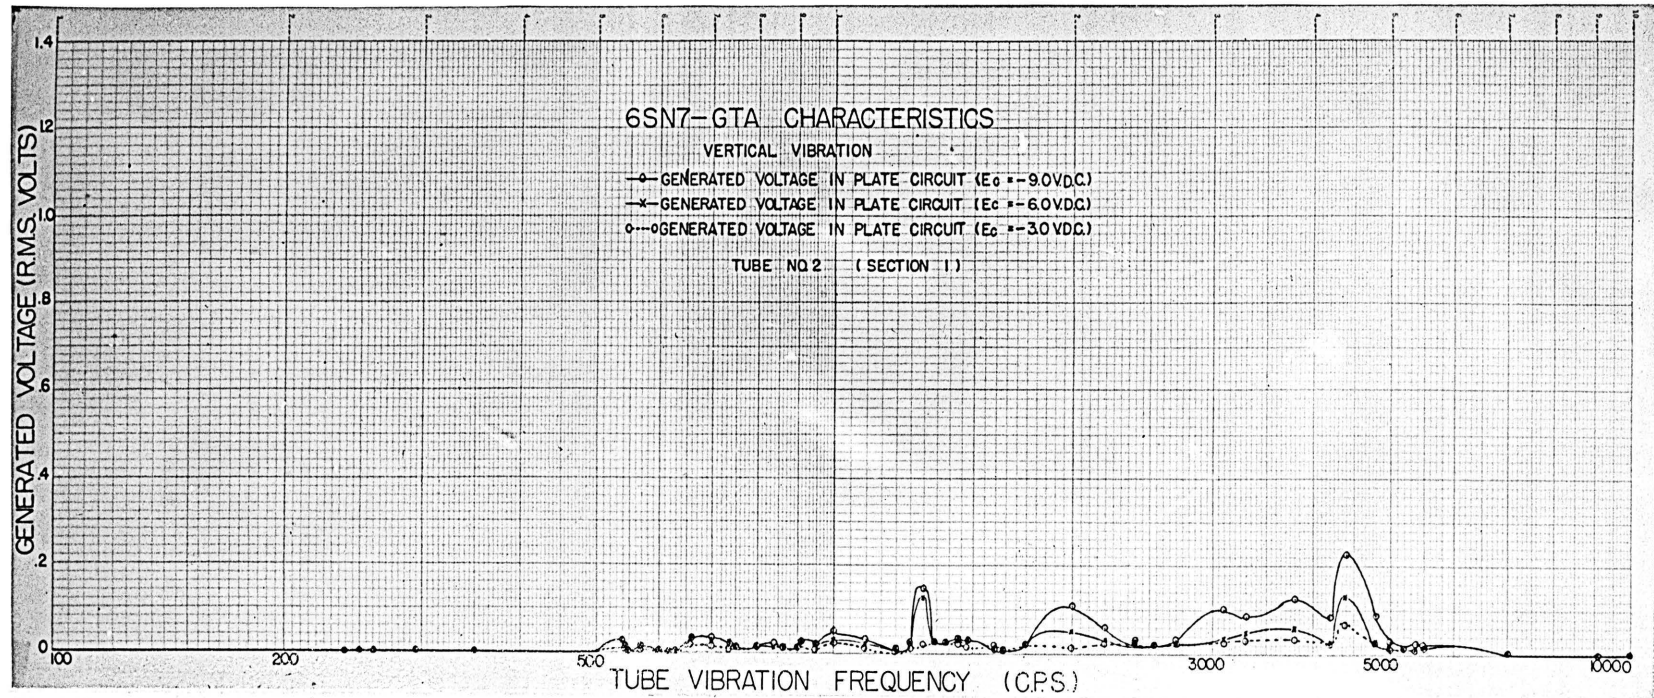 1.4
1.2
1.0
.8
.6
.4
.2
0
GENERATED VOLTAGE (R.M.S. VOLTS)
6SN7-GTA CHARACTERISTICS
VERTICAL VIBRATION
GENERATED VOLTAGE IN PLATE CIRCUIT (Ec = -9.0 V.D.C.)
GENERATED VOLTAGE IN PLATE CIRCUIT (Ec = -6.0 V.D.C.)
GENERATED VOLTAGE IN PLATE CIRCUIT (Ec = -3.0 V.D.C.)
TUBE NO. 2 (SECTION 1)
100 200 500 3000 5000 10000
TUBE VIBRATION FREQUENCY (C.P.S.)